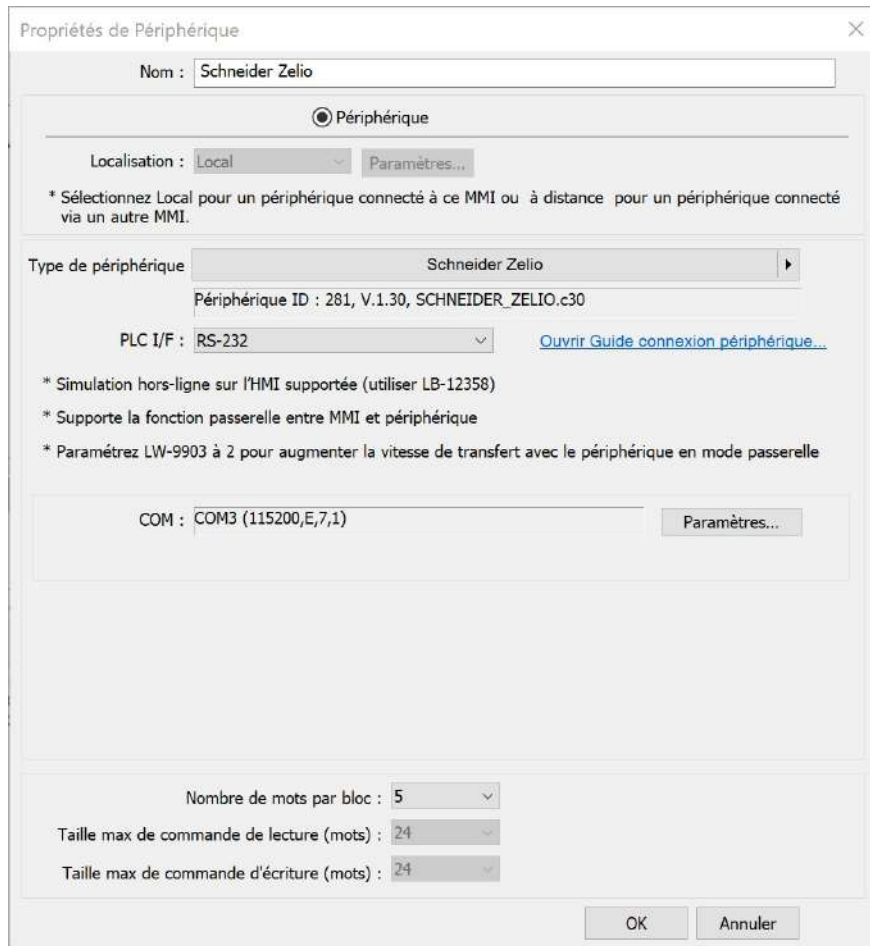 Propriétés de Périphérique
Nom : Schneider Zelio
Périphérique
Localisation : Local Paramètres...
* Sélectionnez Local pour un périphérique connecté à ce MMI ou à distance pour un périphérique connecté
via un autre MMI.
Type de périphérique Schneider Zelio
Périphérique ID : 281, V.1.30, SCHNEIDER_ZELIO.c30
PLC I/F : RS-232 Ouvrir Guide connexion périphérique...
* Simulation hors-ligne sur l'HMI supportée (utiliser LB-12358)
* Supporte la fonction passerelle entre MMI et périphérique
* Paramétrez LW-9903 à 2 pour augmenter la vitesse de transfert avec le périphérique en mode passerelle
COM : COM3 (115200,E,7,1) Paramètres...
Nombre de mots par bloc : 5
Taille max de commande de lecture (mots) : 24
Taille max de commande d'écriture (mots) : 24
OK Annuler